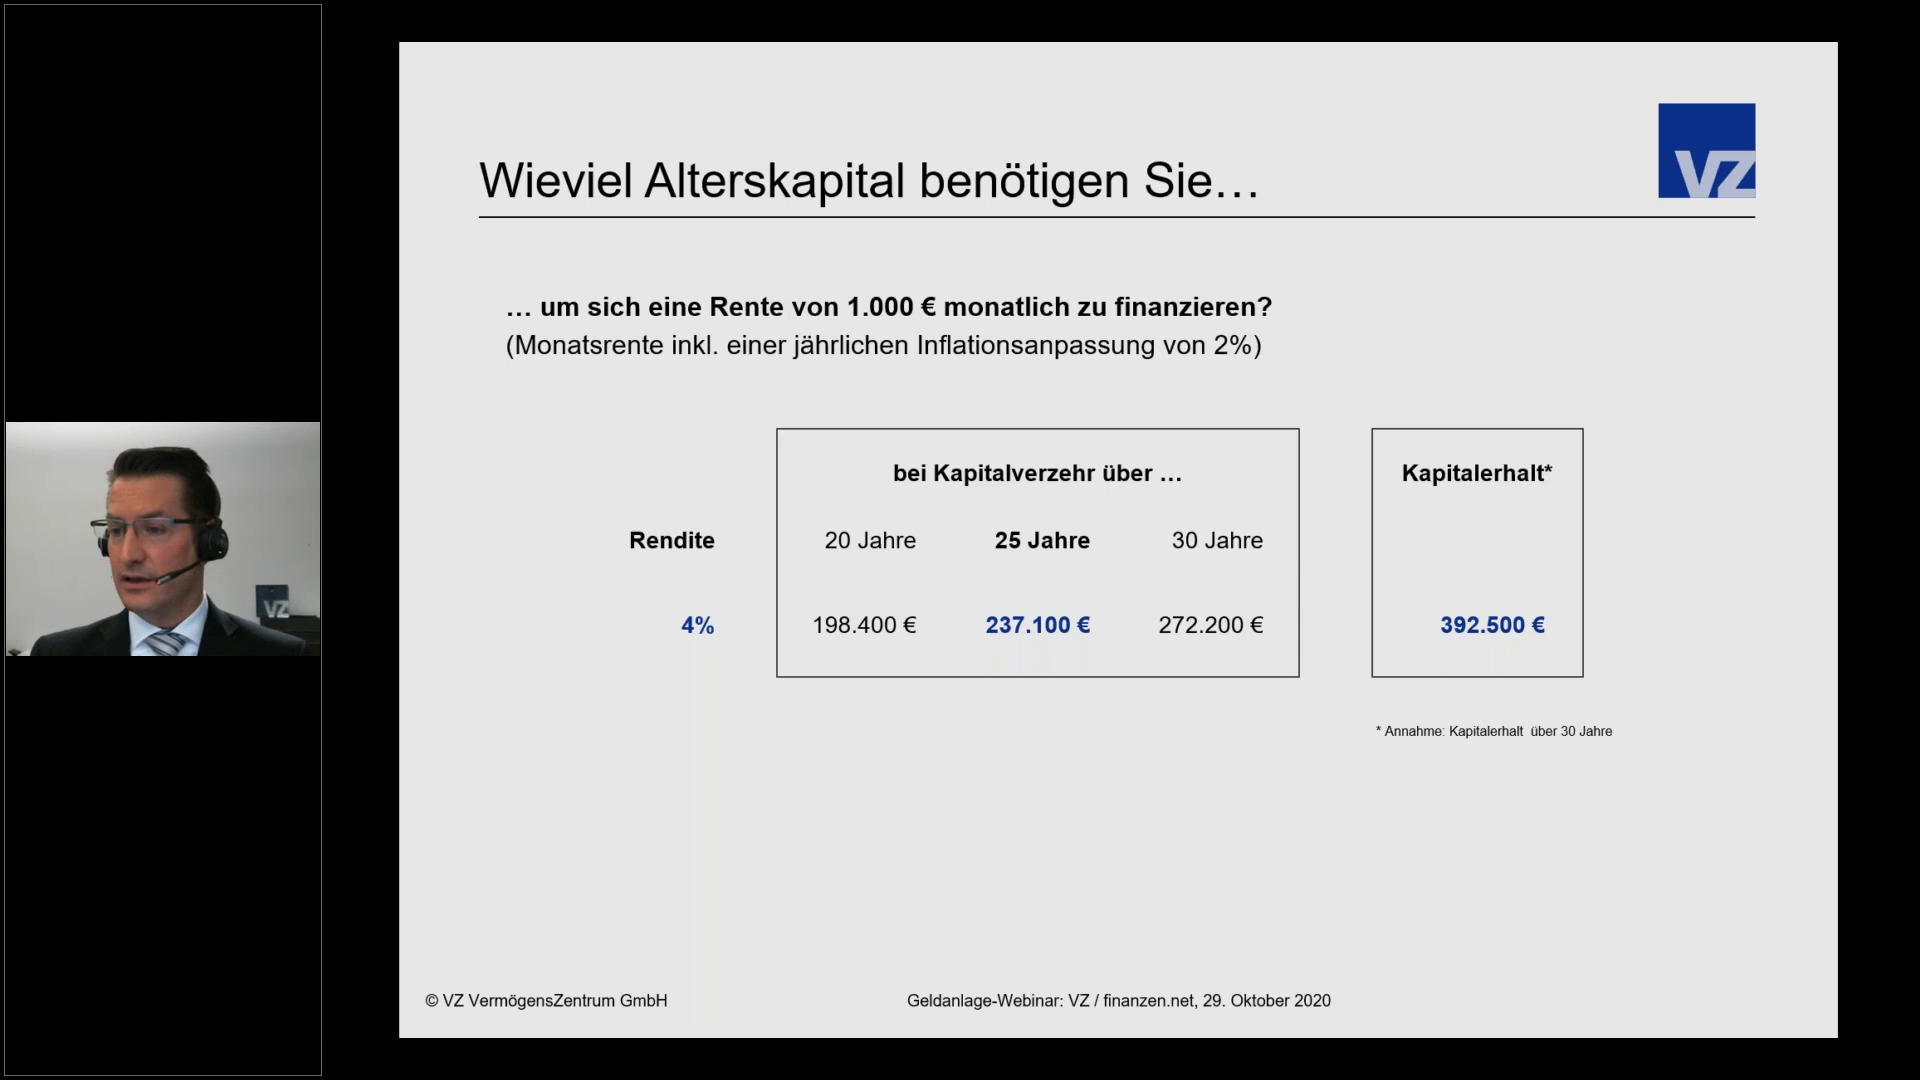 VZ
Wieviel Alterskapital benötigen Sie…
… um sich eine Rente von 1.000 € monatlich zu finanzieren?
(Monatsrente inkl. einer jährlichen Inflationsanpassung von 2%)
bei Kapitalverzehr über …
Kapitalerhalt*
Rendite 20 Jahre 25 Jahre 30 Jahre
4% 198.400 € 237.100 € 272.200 € 392.500 €
* Annahme: Kapitalerhalt über 30 Jahre
© VZ VermögensZentrum GmbH
Geldanlage-Webinar: VZ / finanzen.net, 29. Oktober 2020
VZ